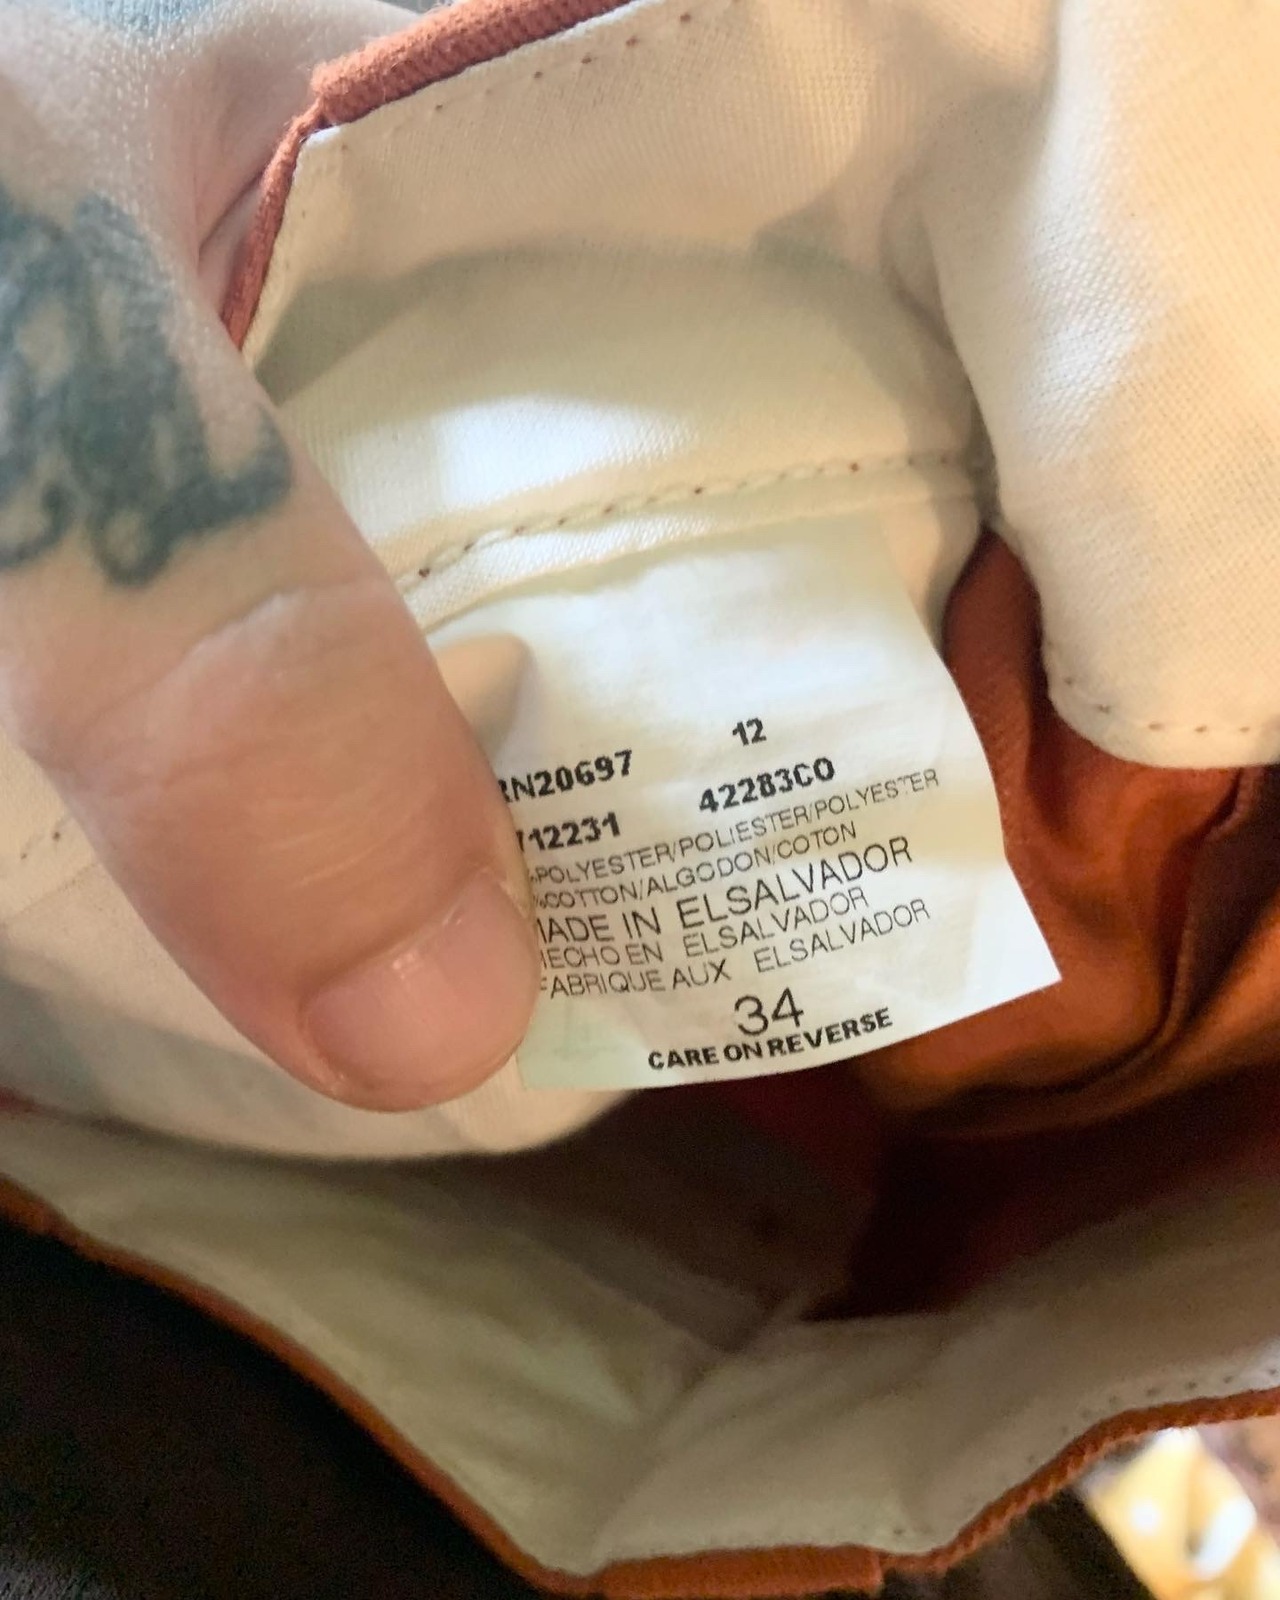 12
RN20697
42283CO
712231
%POLYESTER/POLIESTER/POLYESTER
%COTTON/ALGODON/COTON
MADE IN ELSALVADOR
HECHO EN ELSALVADOR
FABRIQUE AUX ELSALVADOR
34
CARE ON REVERSE